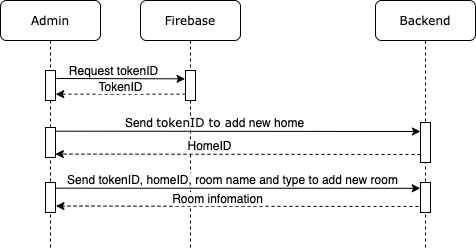 Admin
Firebase
Backend
Request tokenID
TokenID
Send tokenID to add new home
HomeID
Send tokenID, homeID, room name and type to add new room
Room infomation